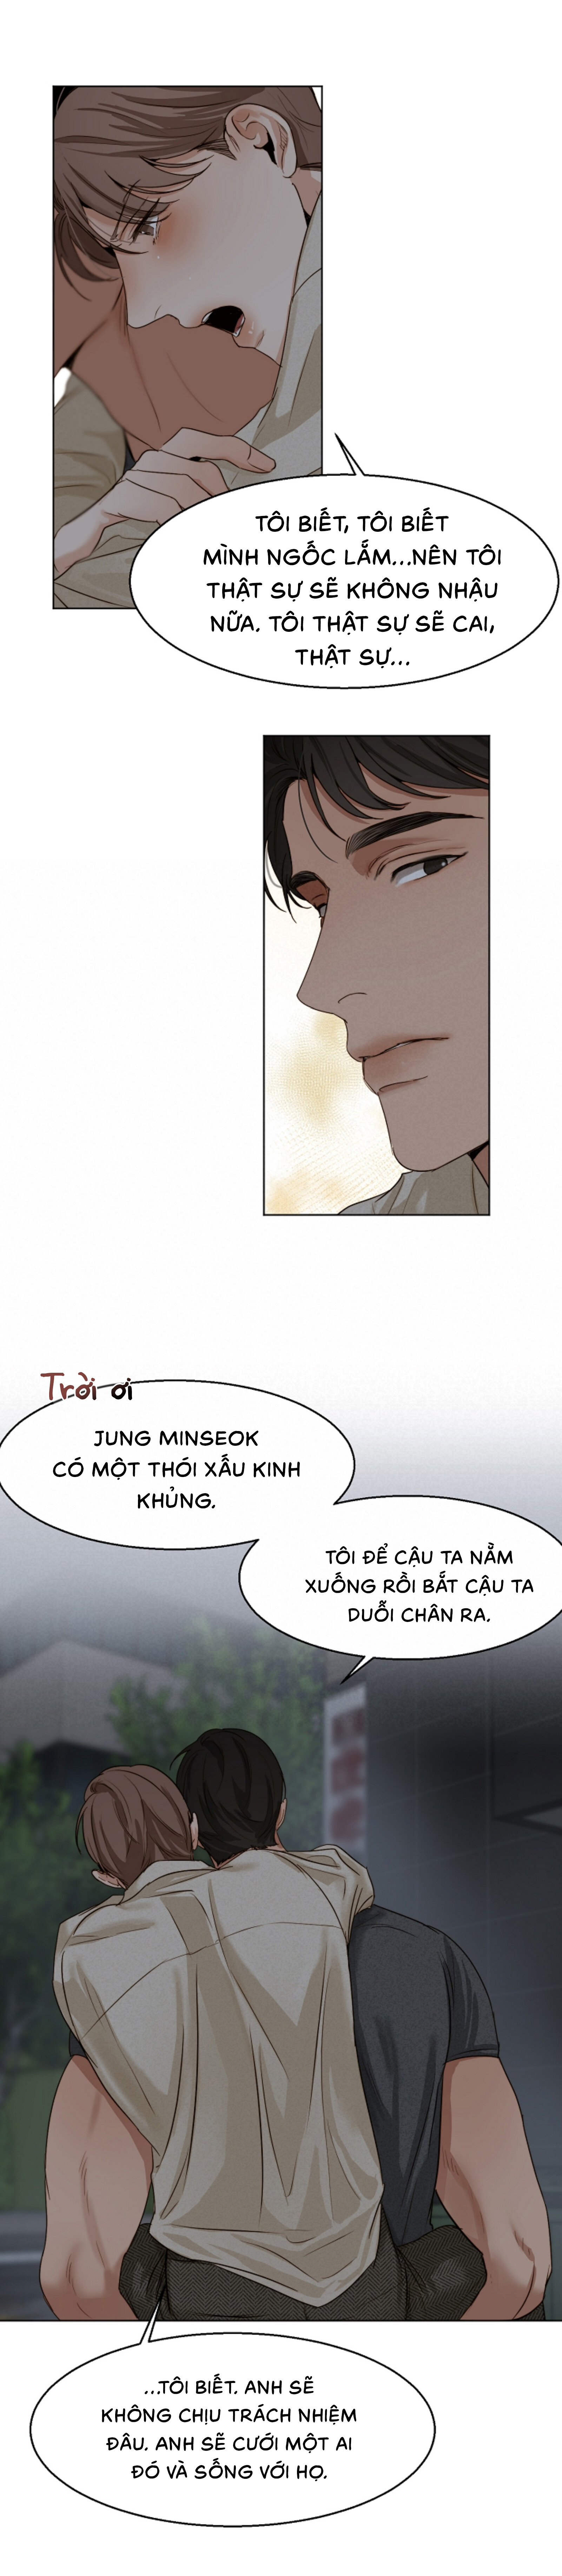 TÔI BIẾT, TÔI BIẾT
MÌNH NGỐC LẮM...NÊN TÔI
THẬT SỰ SẼ KHÔNG NHẬU
NỮA. TÔI THẬT SỰ SẼ CAI,
THẬT SỰ...
Trời ơi
JUNG MINSEOK
CÓ MỘT THÓI XẤU KINH
KHỦNG.
TÔI ĐỂ CẬU TA NẰM
XUỐNG RỒI BẮT CẬU TA
DUỖI CHÂN RA.
...TÔI BIẾT. ANH SẼ
KHÔNG CHỊU TRÁCH NHIỆM
ĐÂU. ANH SẼ CƯỚI MỘT AI
ĐÓ VÀ SỐNG VỚI HỌ.